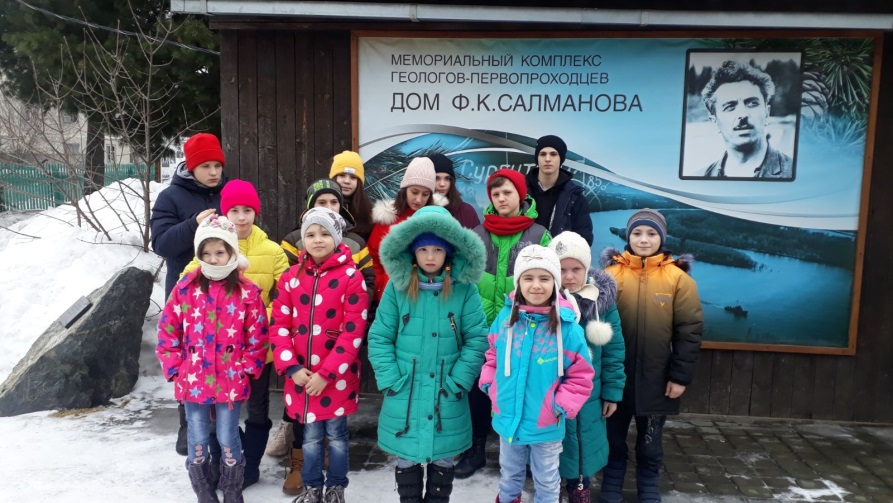 МЕМОРИАЛЬНЫЙ КОМПЛЕКС
ГЕОЛОГОВ-ПЕРВОПРОХОДЦЕВ
ДОМ Ф.К.САЛМАНОВА